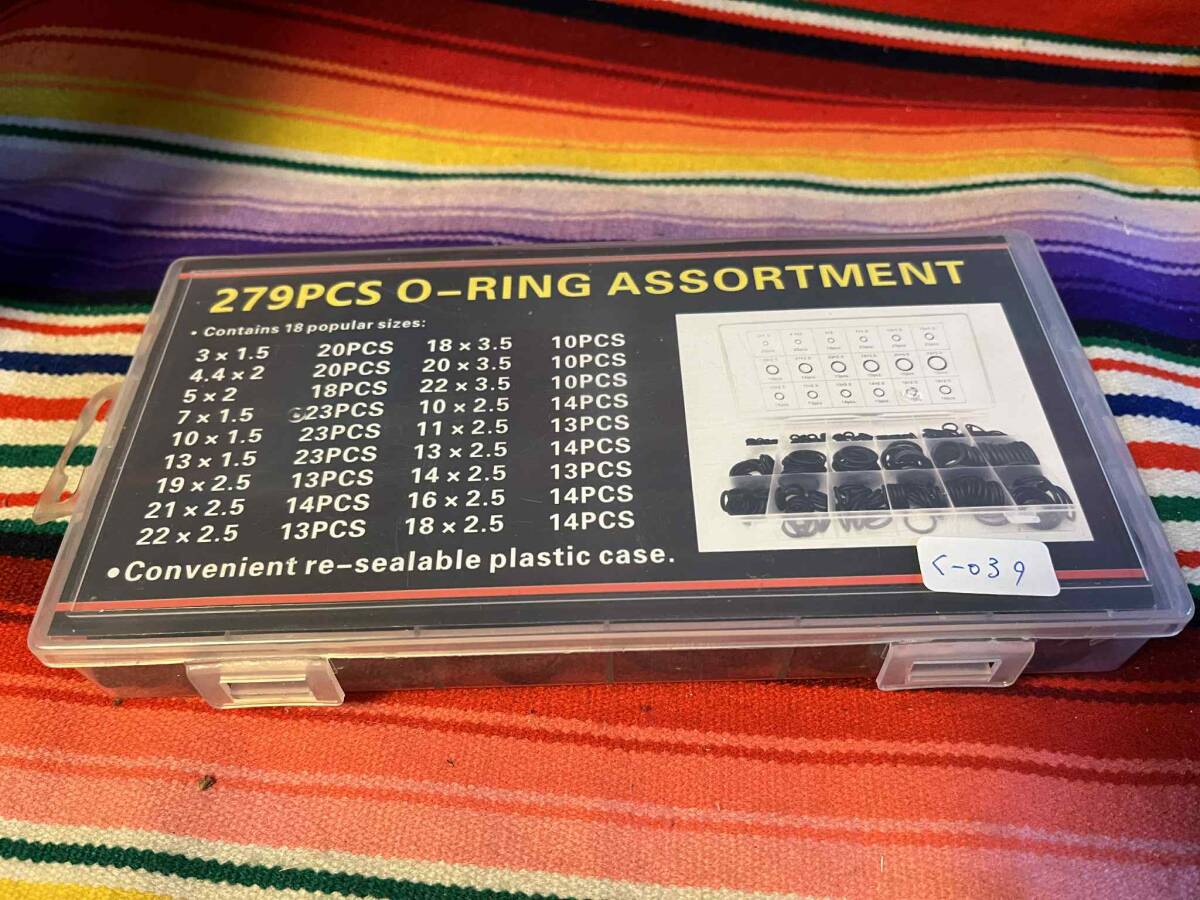 279PCS O-RING ASSORTMENT
• Contains 18 popular sizes:
3 × 1.5 20PCS 18 × 3.5 10PCS
4.4 × 2 20PCS 20 × 3.5 10PCS
5 × 2 18PCS 22 × 3.5 10PCS
7 × 1.5 23PCS 10 × 2.5 14PCS
10 × 1.5 23PCS 11 × 2.5 13PCS
13 × 1.5 23PCS 13 × 2.5 14PCS
19 × 2.5 13PCS 14 × 2.5 13PCS
21 × 2.5 14PCS 16 × 2.5 14PCS
22 × 2.5 13PCS 18 × 2.5 14PCS
•Convenient re-sealable plastic case.
く-039